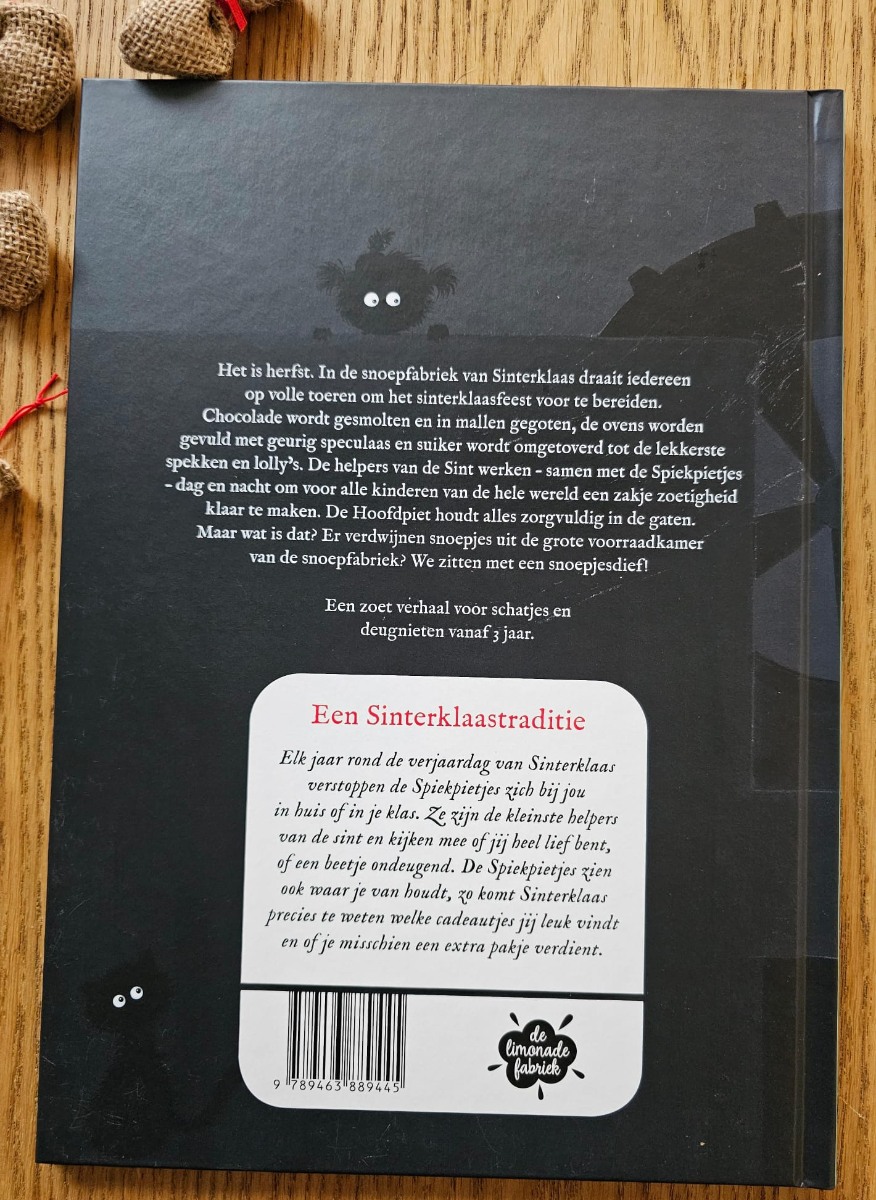 Het is herfst. In de snoepfabriek van Sinterklaas draait iedereen
op volle toeren om het sinterklaasfeest voor te bereiden.
Chocolade wordt gesmolten en in mallen gegoten, de ovens worden
gevuld met geurig speculaas en suiker wordt omgetoverd tot de lekkerste
spekken en lolly's. De helpers van de Sint werken – samen met de Spiekpietjes
– dag en nacht om voor alle kinderen van de hele wereld een zakje zoetigheid
klaar te maken. De Hoofdpiet houdt alles zorgvuldig in de gaten.
Maar wat is dat? Er verdwijnen snoepjes uit de grote voorraadkamer
van de snoepfabriek? We zitten met een snoepjesdief!
Een zoet verhaal voor schatjes en
deugnieten vanaf 3 jaar.
Een Sinterklaastraditie
Elk jaar rond de verjaardag van Sinterklaas
verstoppen de Spiekpietjes zich bij jou
in huis of in je klas. Ze zijn de kleinste helpers
van de sint en kijken mee of jij heel lief bent,
of een beetje ondeugend. De Spiekpietjes zien
ook waar je van houdt, zo komt Sinterklaas
precies te weten welke cadeautjes jij leuk vindt
en of je misschien een extra pakje verdient.
9 789463 889445
de
limonade
fabriek